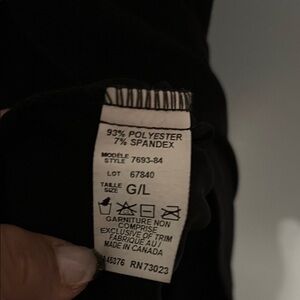 93% POLYESTER
7% SPANDEX
MODELE
STYLE 7693-84
LOT 67840
TAILLE
SIZE G/L
GARNITURE NON
COMPRISE
EXCLUSIVE OF TRIM
FABRIQUE AU /
MADE IN CANADA
RN73023